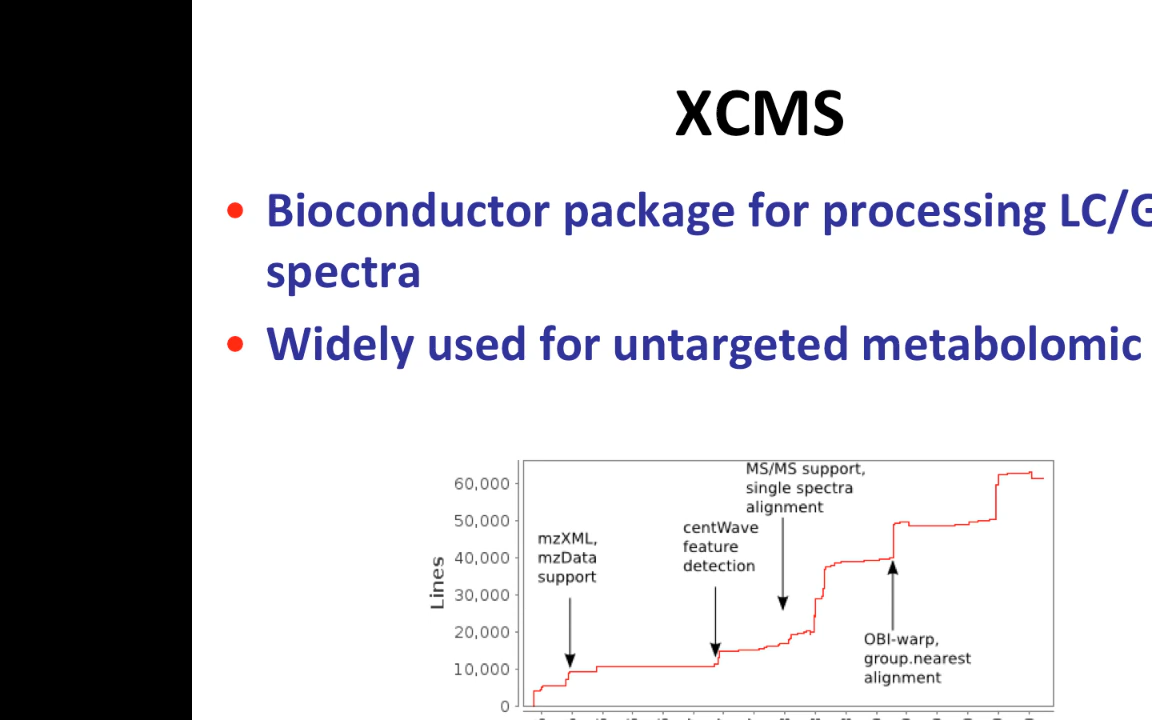 XCMS
• Bioconductor package for processing LC/G
spectra
• Widely used for untargeted metabolomic
MS/MS support,
single spectra
alignment
centWave
feature
detection
mzXML,
mzData
support
OBI-warp,
group.nearest
alignment
Lines
60,000
50,000
40,000
30,000
20,000
10,000
0